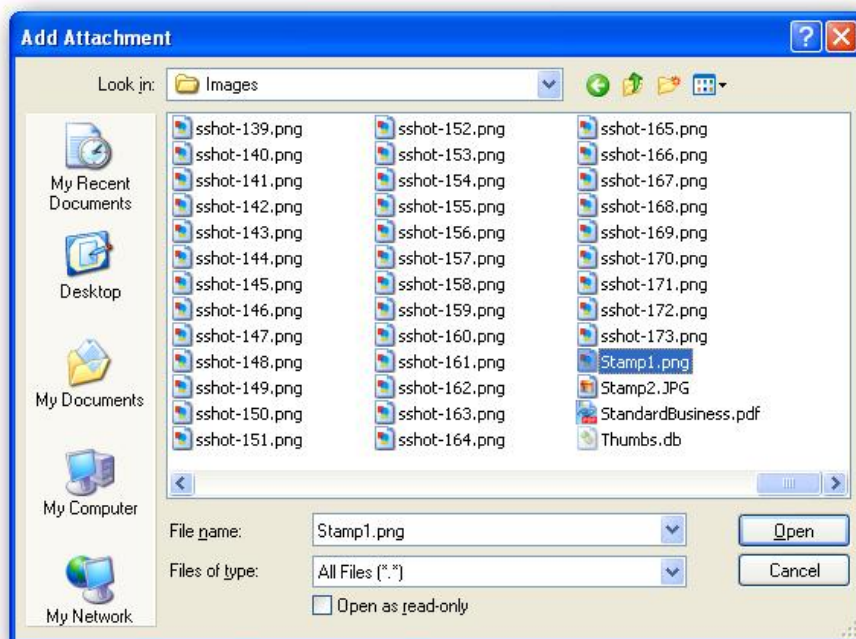 Add Attachment
Look in:
Images
My Recent
Documents
Desktop
My Documents
My Computer
My Network
sshot-139.png
sshot-140.png
sshot-141.png
sshot-142.png
sshot-143.png
sshot-144.png
sshot-145.png
sshot-146.png
sshot-147.png
sshot-148.png
sshot-149.png
sshot-150.png
sshot-151.png
sshot-152.png
sshot-153.png
sshot-154.png
sshot-155.png
sshot-156.png
sshot-157.png
sshot-158.png
sshot-159.png
sshot-160.png
sshot-161.png
sshot-162.png
sshot-163.png
sshot-164.png
sshot-165.png
sshot-166.png
sshot-167.png
sshot-168.png
sshot-169.png
sshot-170.png
sshot-171.png
sshot-172.png
sshot-173.png
Stamp1.png
Stamp2.JPG
StandardBusiness.pdf
Thumbs.db
File name:
Stamp1.png
Open
Files of type:
All Files (*.*)
Cancel
Open as read-only